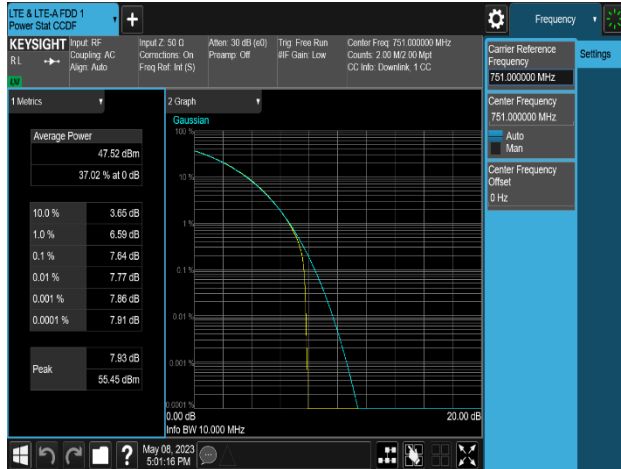 LTE & LTE-A FDD 1
Power Stat CCDF
Frequency
KEYSIGHT
Input: RF
Input Z: 50 Ω
Atten: 30 dB (e0)
Trig: Free Run
Center Freq: 751.000000 MHz
R L
Coupling: AC
Corrections: On
Preamp: Off
#IF Gain: Low
Counts: 2.00 M/2.00 Mpt
Align: Auto
Freq Ref: Int (S)
CC Info: Downlink, 1 CC
Carrier Reference
Frequency
751.000000 MHz
Settings
Center Frequency
751.000000 MHz
Auto
Man
Center Frequency
Offset
0 Hz
1 Metrics
Average Power
47.52 dBm
37.02 % at 0 dB
10.0 % 3.65 dB
1.0 % 6.59 dB
0.1 % 7.64 dB
0.01 % 7.77 dB
0.001 % 7.86 dB
0.0001 % 7.91 dB
Peak
7.93 dB
55.45 dBm
2 Graph
Gaussian
100 %
10 %
1 %
0.1 %
0.01 %
0.001 %
0.0001 %
0.00 dB
20.00 dB
Info BW 10.000 MHz
?
May 08, 2023
5:01:16 PM